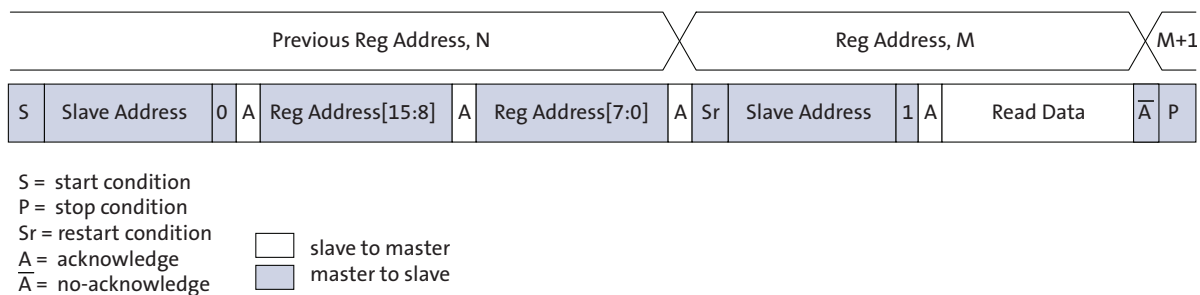 Previous Reg Address, N Reg Address, M M+1
S Slave Address 0 A Reg Address[15:8] A Reg Address[7:0] A Sr Slave Address 1 A Read Data A̅ P
S = start condition
P = stop condition
Sr = restart condition
A = acknowledge
A̅ = no-acknowledge
slave to master
master to slave